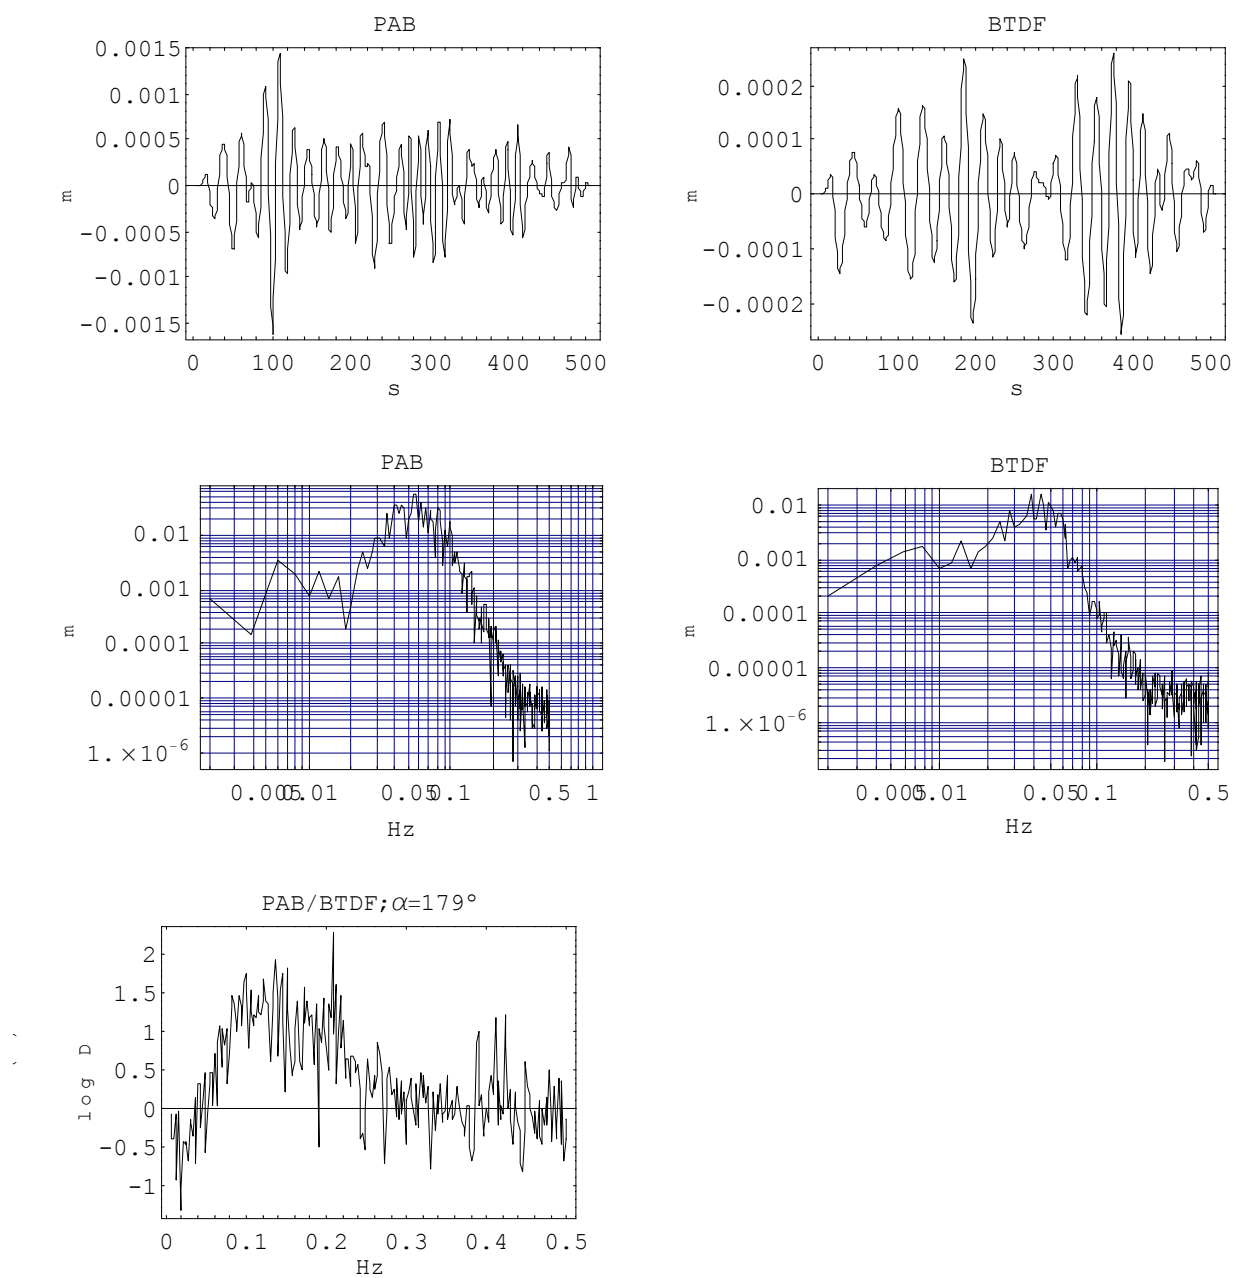 PAB
0.0015
0.001
0.0005
0
-0.0005
-0.001
-0.0015
m
0 100 200 300 400 500
s
BTDF
0.0002
0.0001
0
-0.0001
-0.0002
m
0 100 200 300 400 500
s
PAB
0.01
0.001
0.0001
0.00001
1.×10⁻⁶
m
0.005 0.01 0.05 0.1 0.5 1
Hz
BTDF
0.01
0.001
0.0001
0.00001
1.×10⁻⁶
m
0.005 0.01 0.05 0.1 0.5
Hz
PAB/BTDF;α=179°
2
1.5
1
0.5
0
-0.5
-1
log D
0 0.1 0.2 0.3 0.4 0.5
Hz